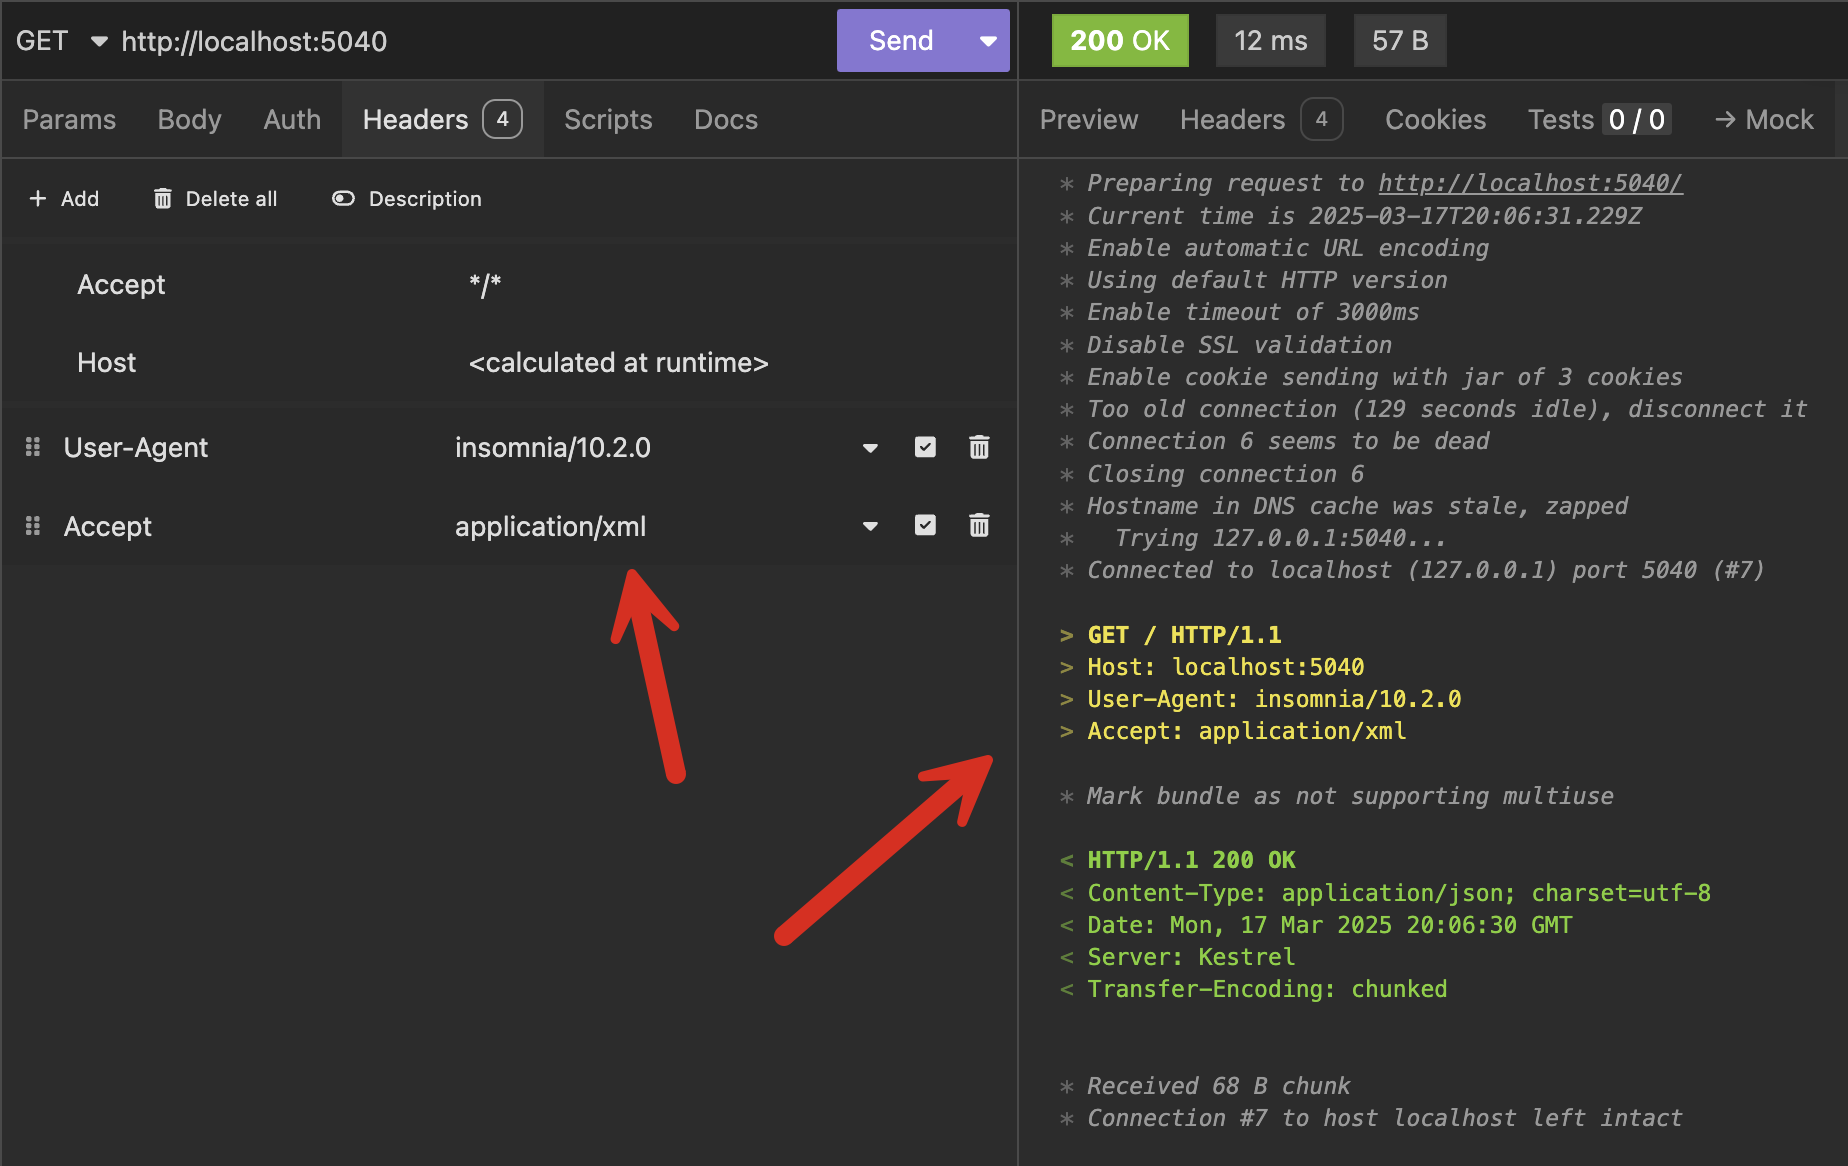 GET http://localhost:5040 Send
Params Body Auth Headers 4 Scripts Docs
+ Add Delete all Description
Accept */*
Host <calculated at runtime>
User-Agent insomnia/10.2.0
Accept application/xml
200 OK 12 ms 57 B
Preview Headers 4 Cookies Tests 0 / 0 → Mock
* Preparing request to http://localhost:5040/
* Current time is 2025-03-17T20:06:31.229Z
* Enable automatic URL encoding
* Using default HTTP version
* Enable timeout of 3000ms
* Disable SSL validation
* Enable cookie sending with jar of 3 cookies
* Too old connection (129 seconds idle), disconnect it
* Connection 6 seems to be dead
* Closing connection 6
* Hostname in DNS cache was stale, zapped
*   Trying 127.0.0.1:5040...
* Connected to localhost (127.0.0.1) port 5040 (#7)
> GET / HTTP/1.1
> Host: localhost:5040
> User-Agent: insomnia/10.2.0
> Accept: application/xml
* Mark bundle as not supporting multiuse
< HTTP/1.1 200 OK
< Content-Type: application/json; charset=utf-8
< Date: Mon, 17 Mar 2025 20:06:30 GMT
< Server: Kestrel
< Transfer-Encoding: chunked
* Received 68 B chunk
* Connection #7 to host localhost left intact